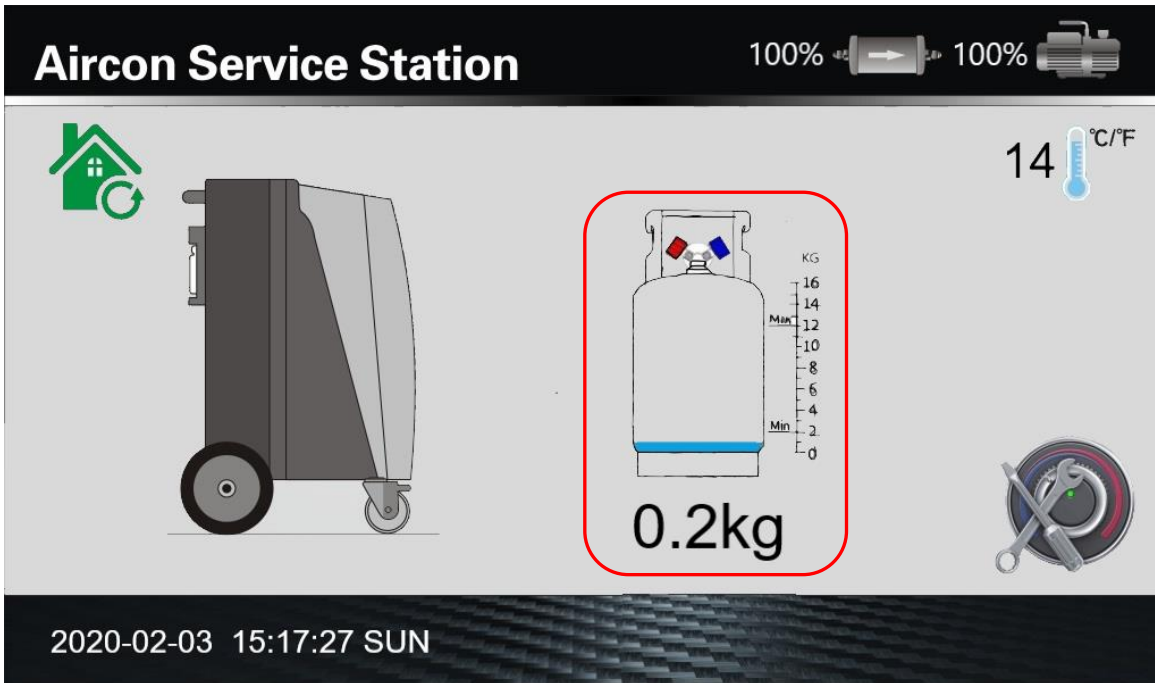 Aircon Service Station
100%
100%
14 °C/°F
KG
16
14
Max 12
10
8
6
4
Min 2
0
0.2kg
2020-02-03 15:17:27 SUN